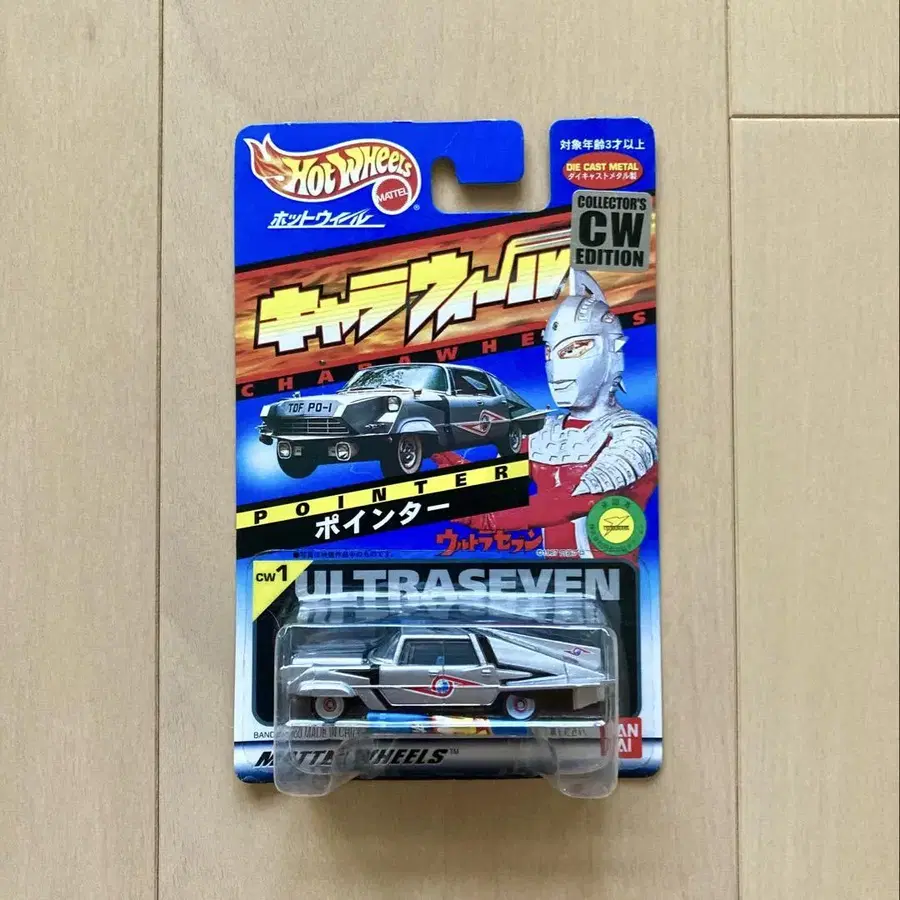 HOT WHEELS
MATTEL
ホットウィール
対象年齢3才以上
DIE CAST METAL
ダイキャストメタル製
COLLECTOR'S
CW
EDITION
キャラウィール
CHARAWHEELS
TDF PO-1
POINTER
ポインター
ウルトラセブン
CW1
ULTRASEVEN
MADE IN
MATTEL WHEELS™
BANDAI